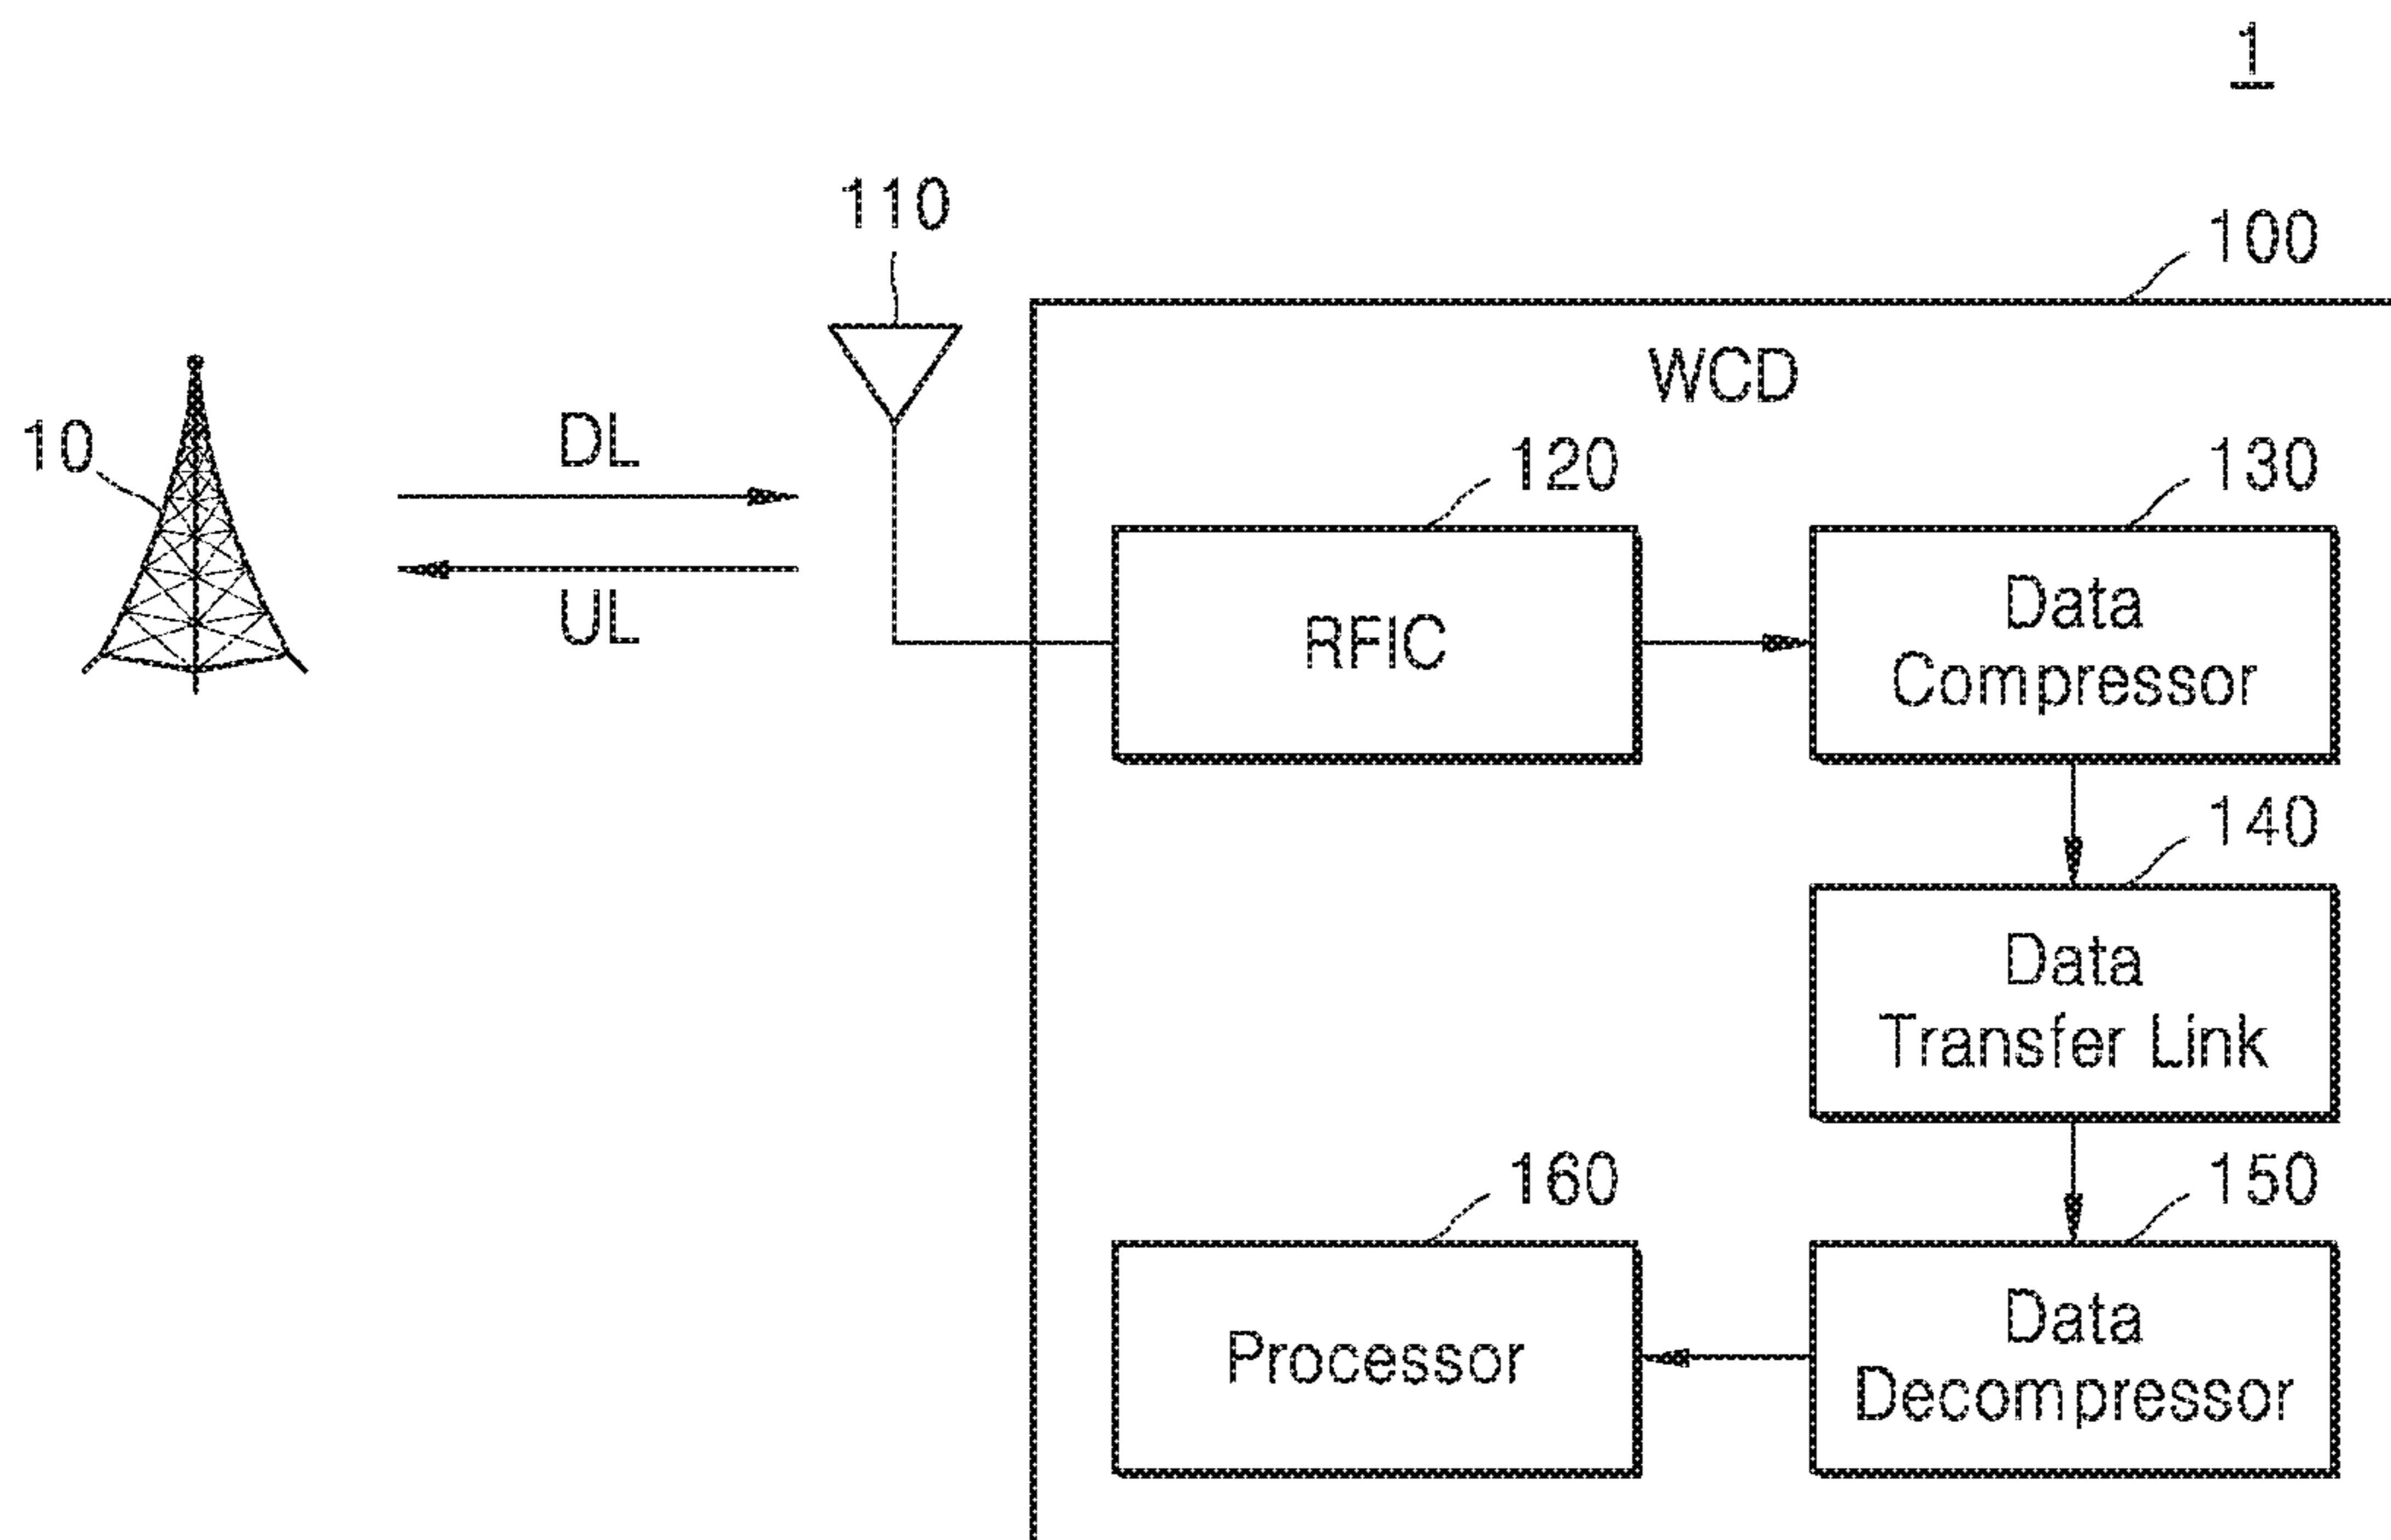 1
110
100
WCD
10
DL
UL
120
RFIC
130
Data
Compressor
140
Data
Transfer Link
150
Data
Decompressor
160
Processor